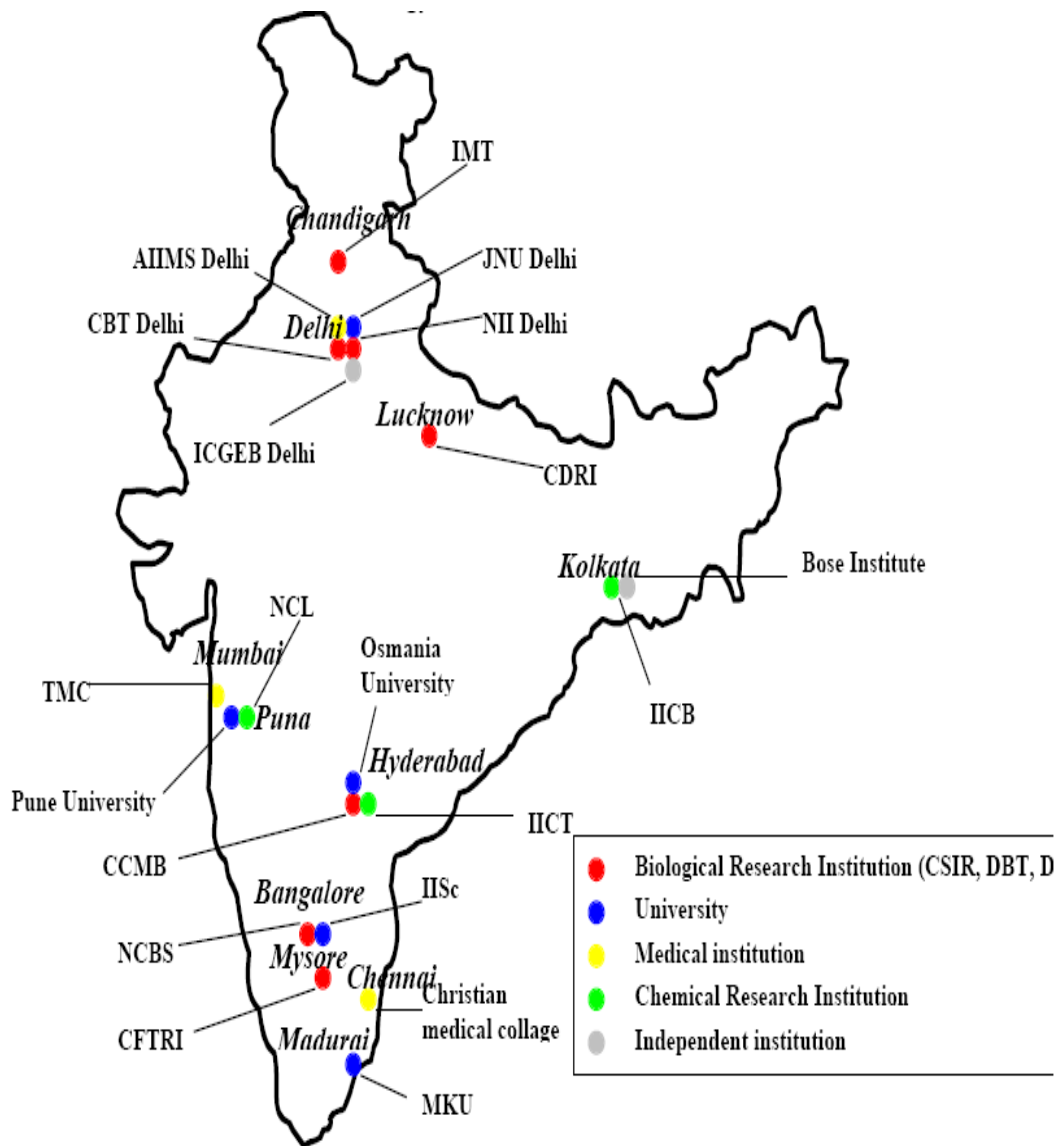 IMT
Chandigarh
AIIMS Delhi
JNU Delhi
CBT Delhi
Delhi
NII Delhi
Lucknow
ICGEB Delhi
CDRI
Kolkata
Bose Institute
NCL
Mumbai
Osmania
University
TMC
IICB
Puna
Hyderabad
Pune University
IICT
CCMB
Biological Research Institution (CSIR, DBT, D
Bangalore
IISc
University
NCBS
Mysore
Medical institution
Chennai
Christian
medical collage
Chemical Research Institution
CFTRI
Madurai
Independent institution
MKU